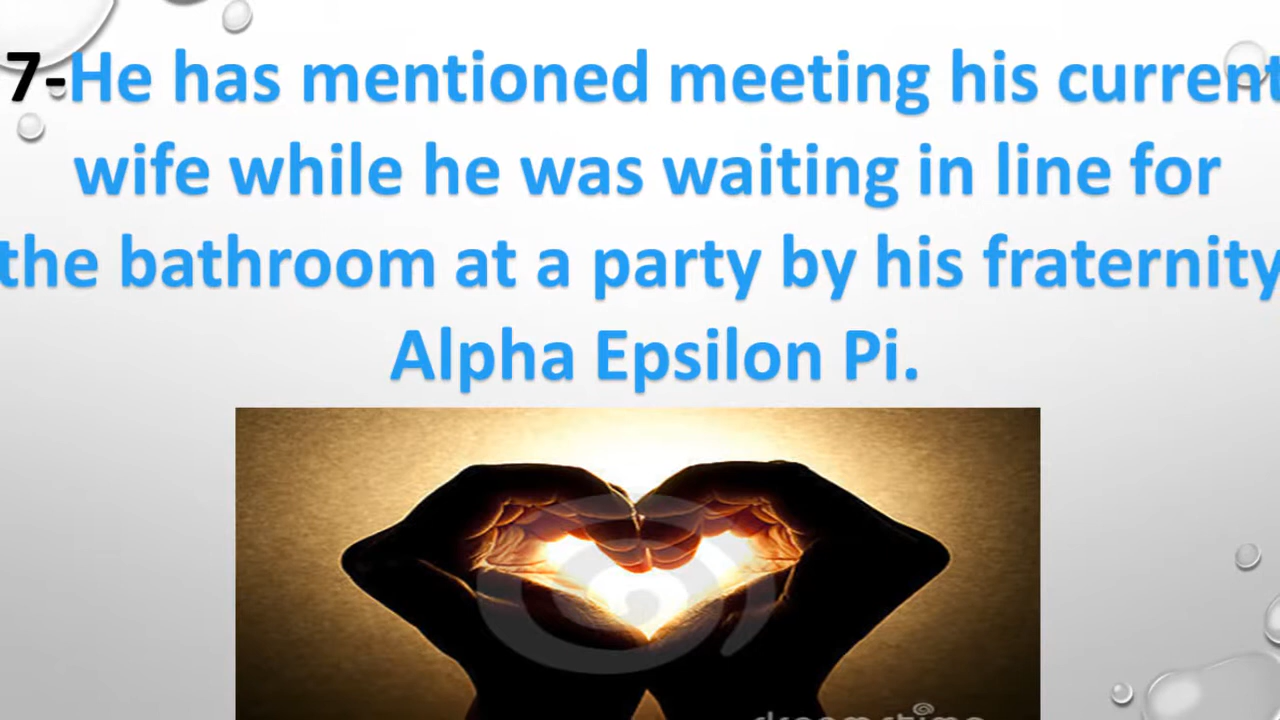 7-He has mentioned meeting his current
wife while he was waiting in line for
the bathroom at a party by his fraternity
Alpha Epsilon Pi.
dreamstime